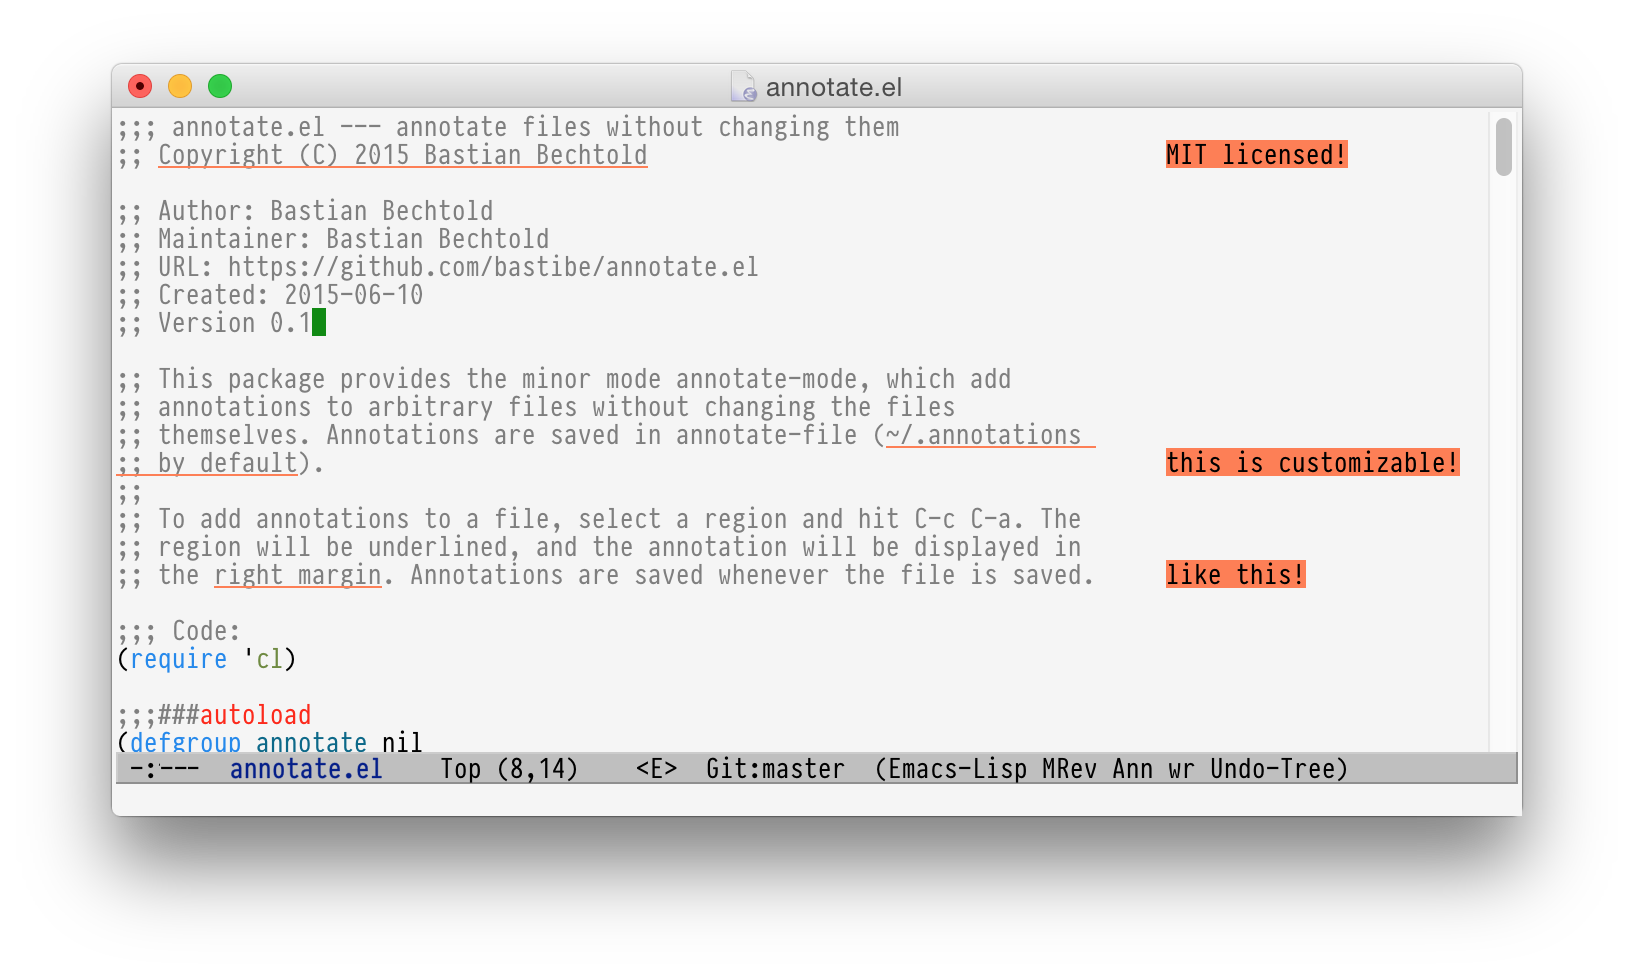 annotate.el
;;; annotate.el --- annotate files without changing them
;; Copyright (C) 2015 Bastian Bechtold MIT licensed!
;; Author: Bastian Bechtold
;; Maintainer: Bastian Bechtold
;; URL: https://github.com/bastibe/annotate.el
;; Created: 2015-06-10
;; Version 0.1
;; This package provides the minor mode annotate-mode, which add
;; annotations to arbitrary files without changing the files
;; themselves. Annotations are saved in annotate-file (~/.annotations
;; by default). this is customizable!
;;
;; To add annotations to a file, select a region and hit C-c C-a. The
;; region will be underlined, and the annotation will be displayed in
;; the right margin. Annotations are saved whenever the file is saved. like this!
;;; Code:
(require 'cl)
;;;###autoload
(defgroup annotate nil
-:--- annotate.el Top (8,14) <E> Git:master (Emacs-Lisp MRev Ann wr Undo-Tree)